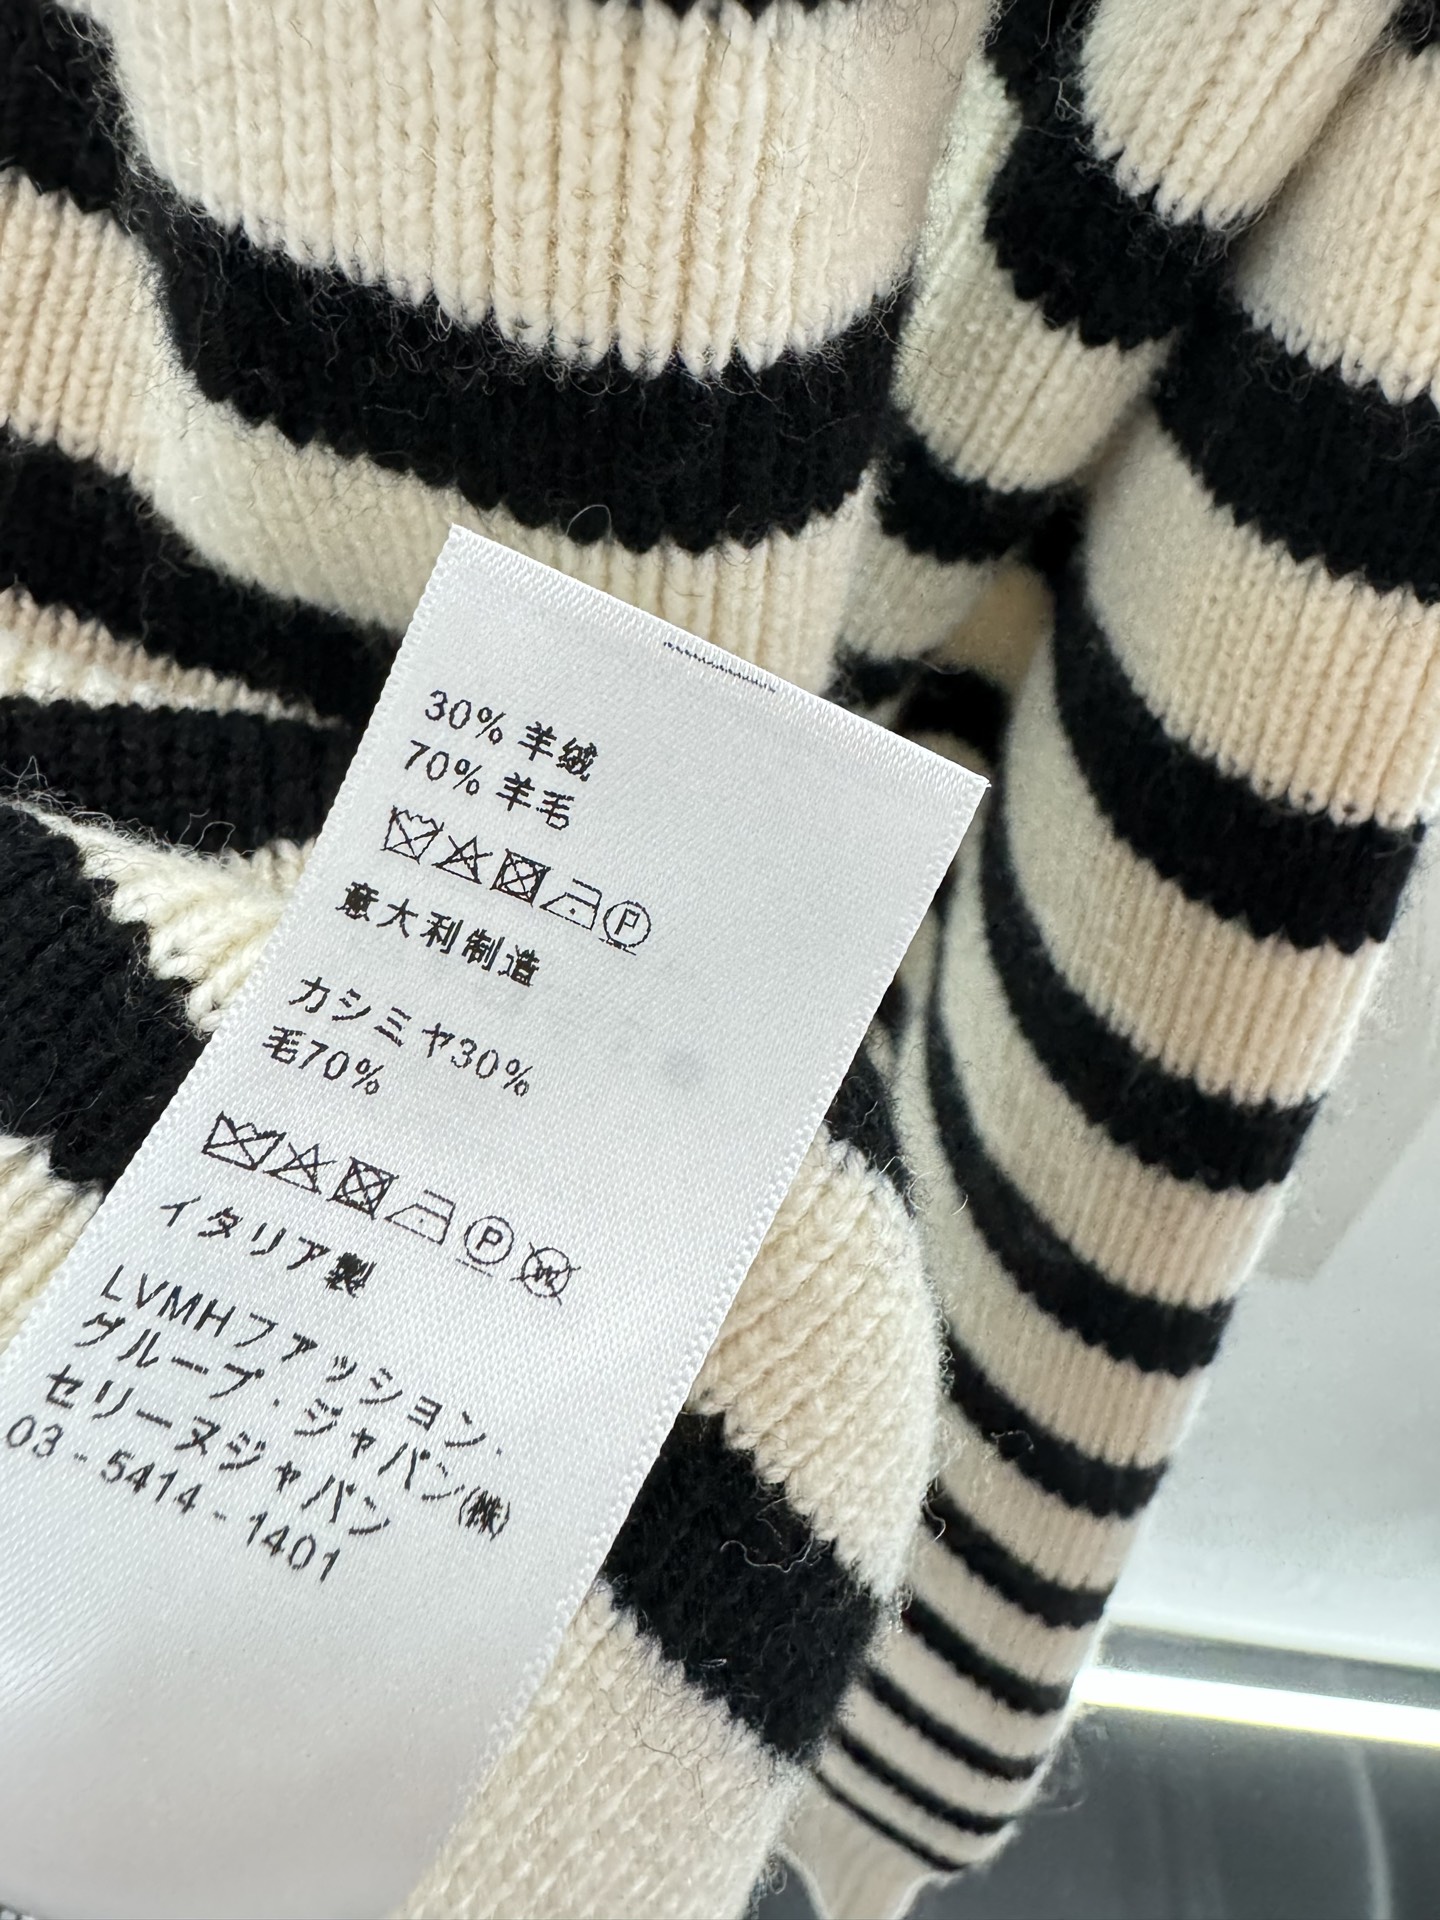 30% 羊绒
70% 羊毛
P
意大利制造
カシミヤ30%
毛70%
P W
イタリア製
LVMHファッション・
グループ・ジャパン(株)
セリーヌジャパン
03-5414-1401